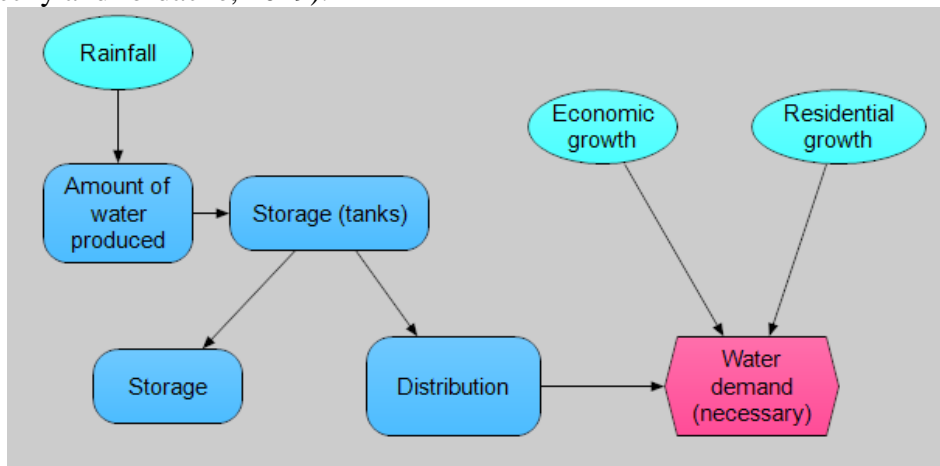 Rainfall
Economic
growth
Residential
growth
Amount of
water
produced
Storage (tanks)
Storage
Distribution
Water
demand
(necessary)